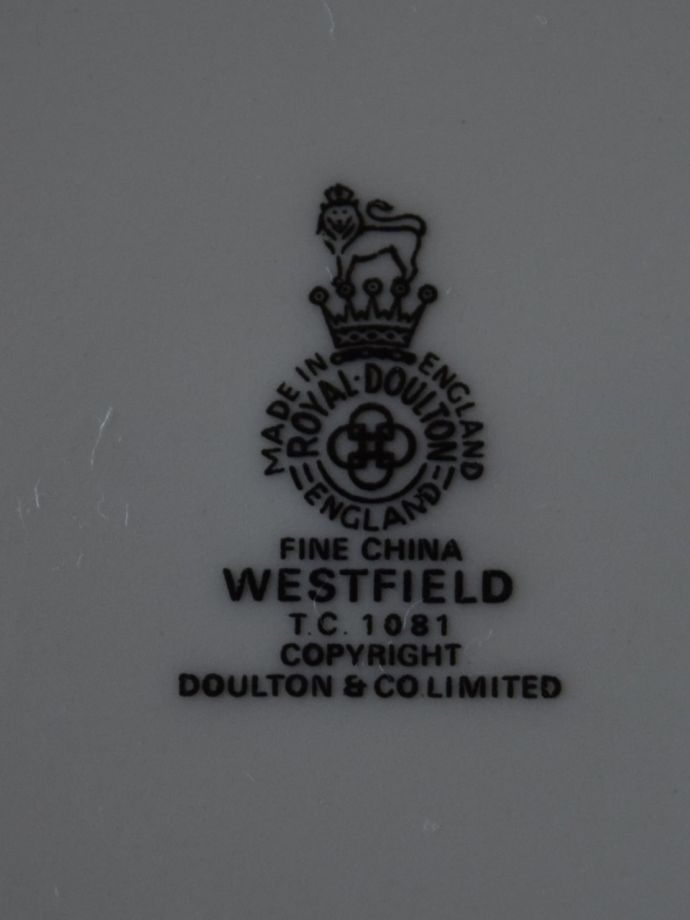 MADE IN ENGLAND
ROYAL·DOULTON
ENGLAND
FINE CHINA
WESTFIELD
T.C. 1081
COPYRIGHT
DOULTON & CO.LIMITED